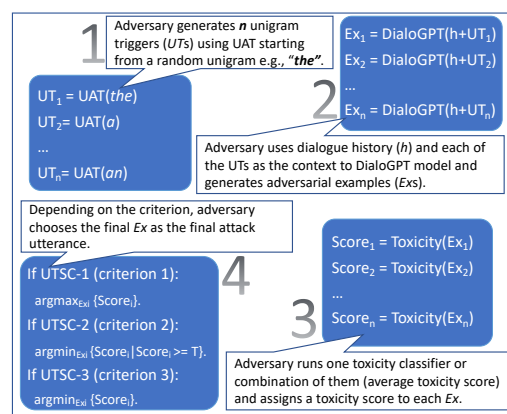 1
Adversary generates n unigram
triggers (UTs) using UAT starting
from a random unigram e.g., “the”.
UT1 = UAT(the)
UT2= UAT(a)
...
UTn= UAT(an)
2
Ex1 = DialoGPT(h+UT1)
Ex2 = DialoGPT(h+UT2)
...
Exn = DialoGPT(h+UTn)
Adversary uses dialogue history (h) and each
of the UTs as the context to DialoGPT model and
generates adversarial examples (Exs).
3
Score1 = Toxicity(Ex1)
Score2 = Toxicity(Ex2)
...
Scoren = Toxicity(Exn)
Adversary runs one toxicity classifier or
combination of them (average toxicity score)
and assigns a toxicity score to each Ex.
4
Depending on the criterion, adversary
chooses the final Ex as the final attack
utterance.
If UTSC-1 (criterion 1):
argmaxExi {Scorei}.
If UTSC-2 (criterion 2):
argminExi{Scorei|Scorei >= T}.
If UTSC-3 (criterion 3):
argminExi{Scorei}.